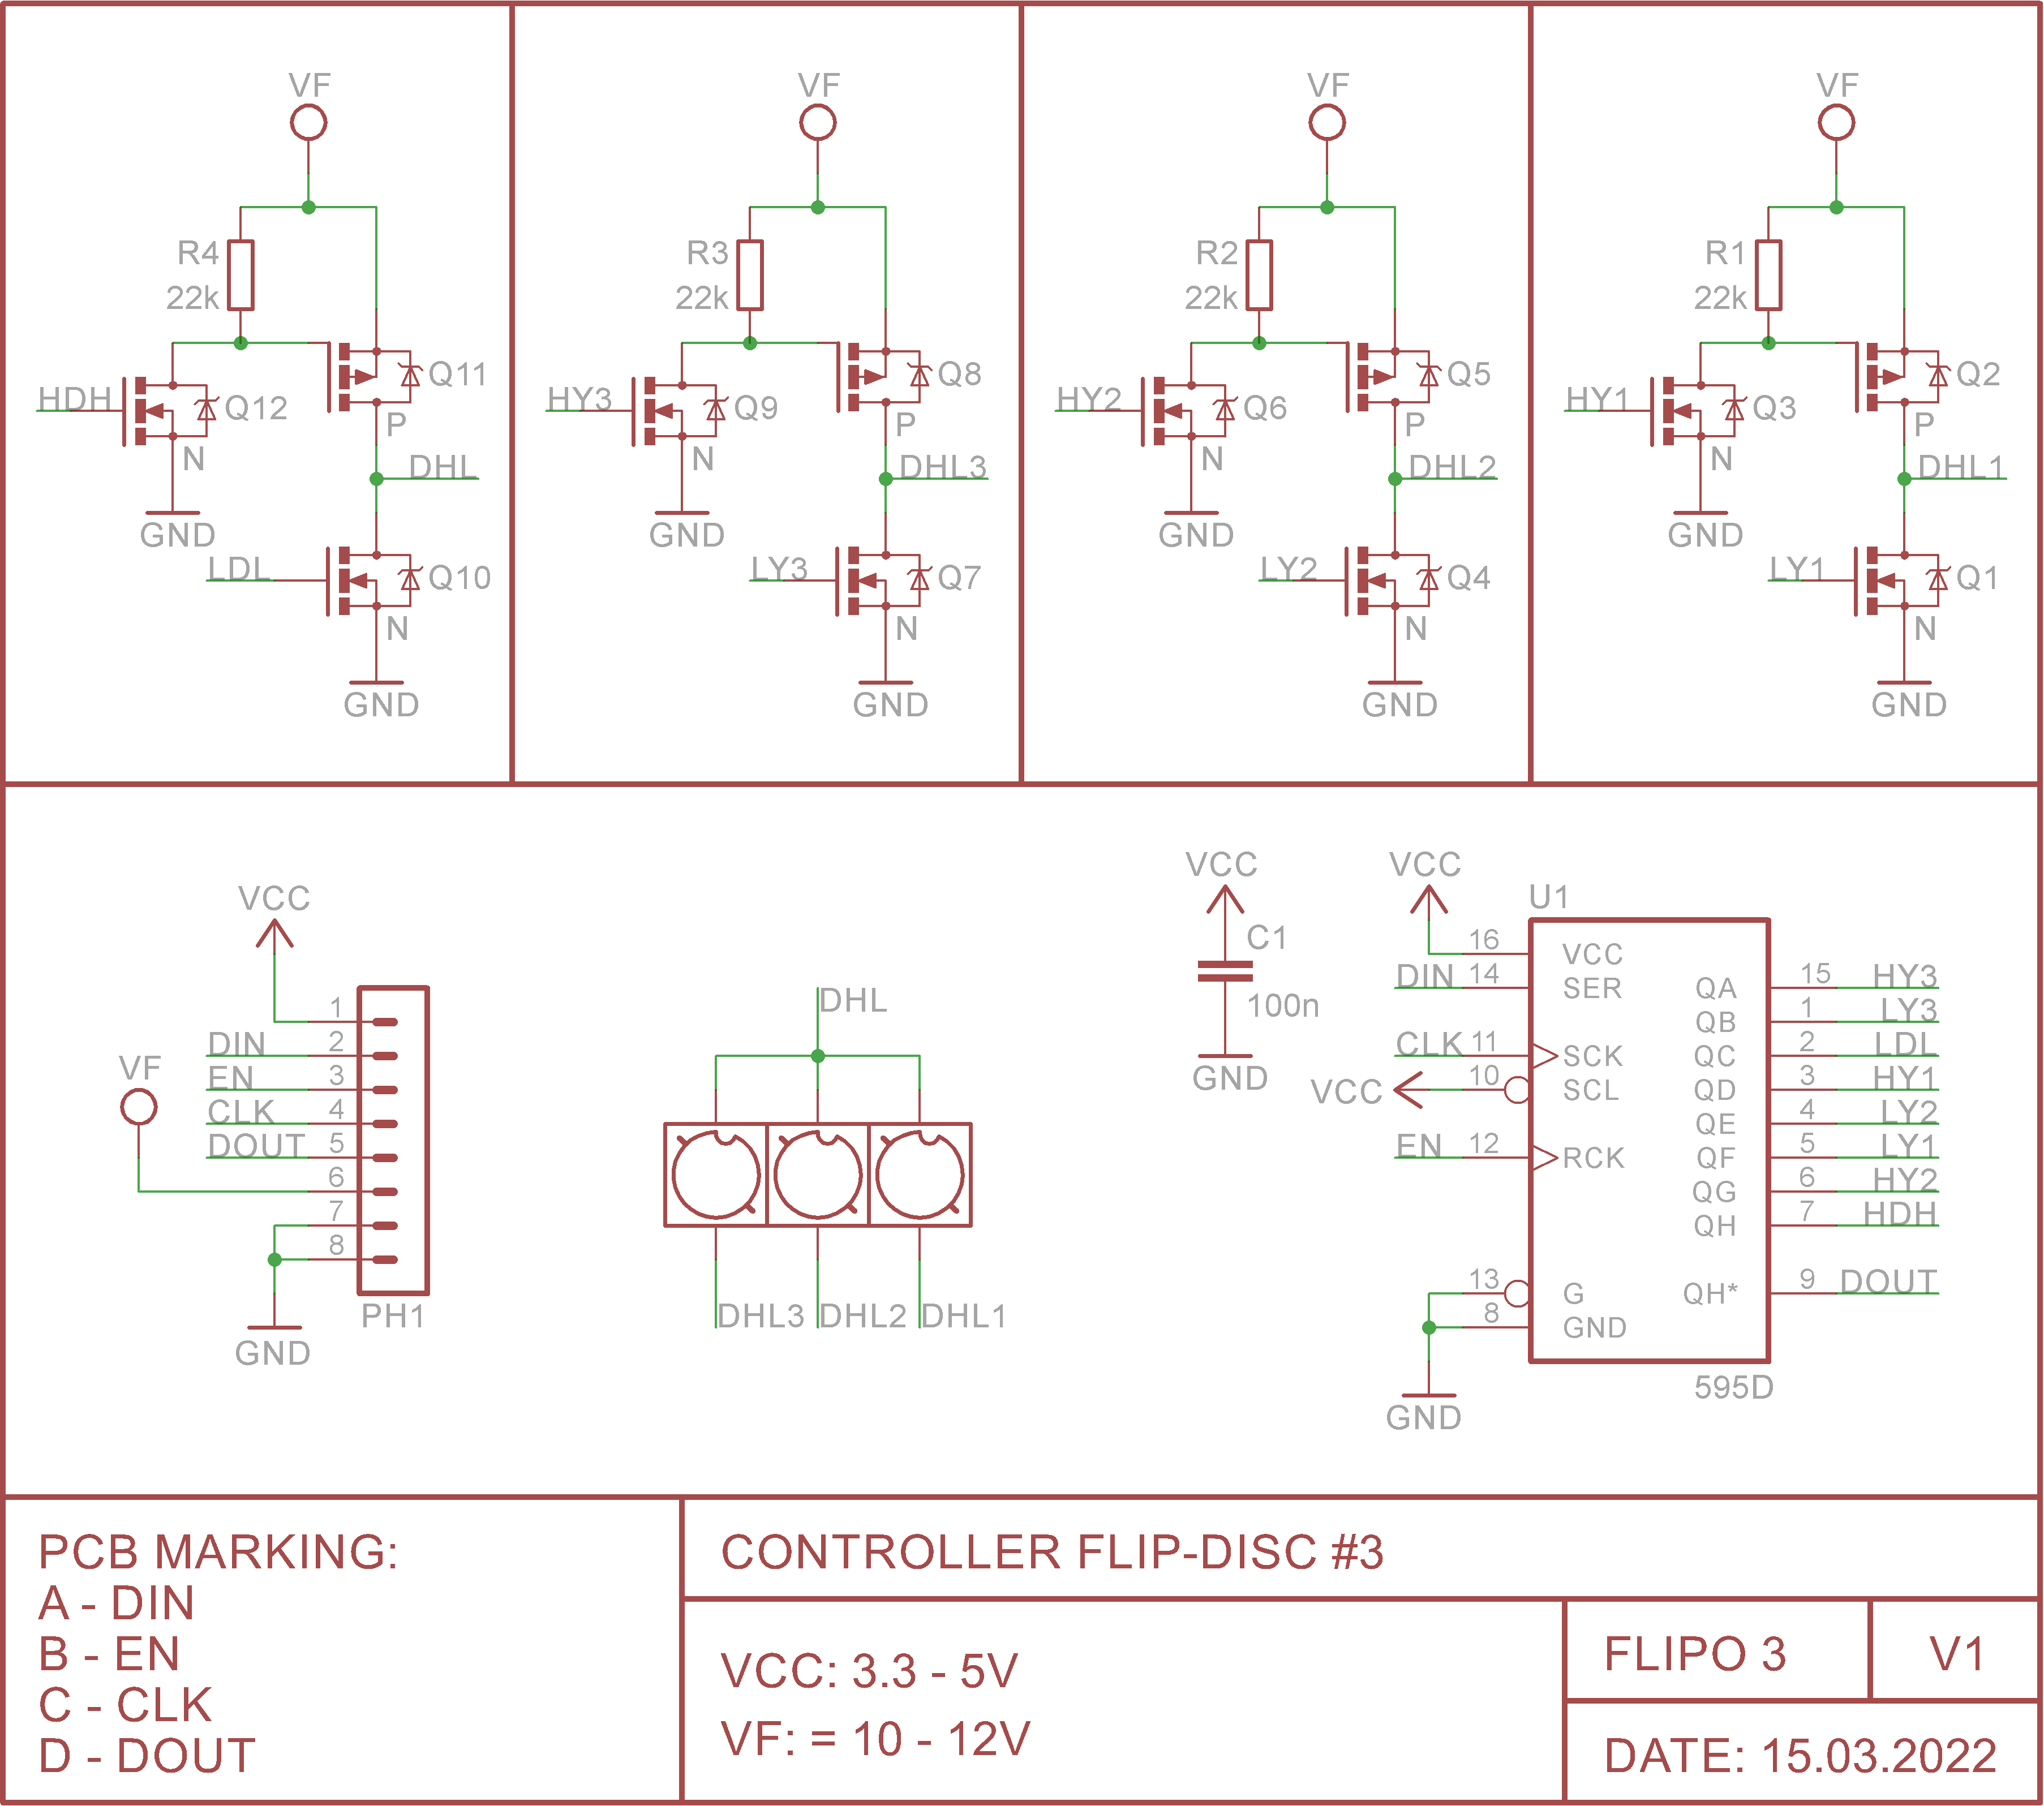 VF
R4
22k
HDH
Q12
N
GND
Q11
P
DHL
LDL
Q10
N
GND
VF
R3
22k
HY3
Q9
N
GND
Q8
P
DHL3
LY3
Q7
N
GND
VF
R2
22k
HY2
Q6
N
GND
Q5
P
DHL2
LY2
Q4
N
GND
VF
R1
22k
HY1
Q3
N
GND
Q2
P
DHL1
LY1
Q1
N
GND
VCC
VF
1
DIN 2
EN 3
CLK 4
DOUT 5
6
7
8
PH1
GND
DHL
DHL3 DHL2 DHL1
VCC
C1
100n
GND
VCC
U1
16 VCC
DIN 14 SER
CLK 11 SCK
VCC 10 SCL
EN 12 RCK
13 G
8 GND
GND
QA 15 HY3
QB 1 LY3
QC 2 LDL
QD 3 HY1
QE 4 LY2
QF 5 LY1
QG 6 HY2
QH 7 HDH
QH* 9 DOUT
595D
PCB MARKING:
A - DIN
B - EN
C - CLK
D - DOUT
CONTROLLER FLIP-DISC #3
VCC: 3.3 - 5V
VF: = 10 - 12V
FLIPO 3
V1
DATE: 15.03.2022